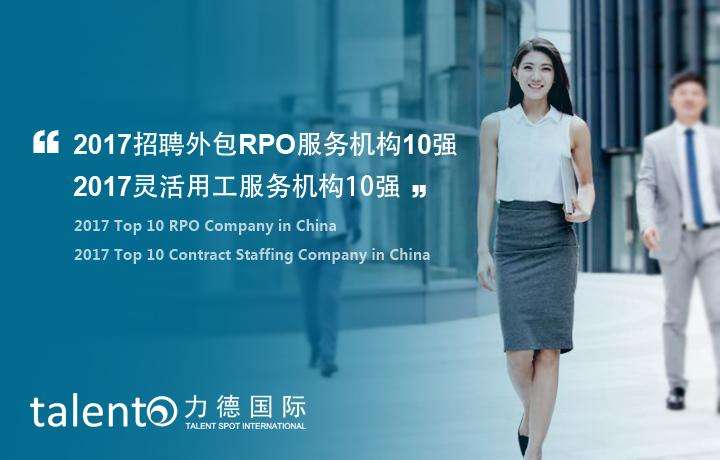 “ 2017招聘外包RPO服务机构10强
2017灵活用工服务机构10强 ”
2017 Top 10 RPO Company in China
2017 Top 10 Contract Staffing Company in China
talent 力德国际
TALENT SPOT INTERNATIONAL